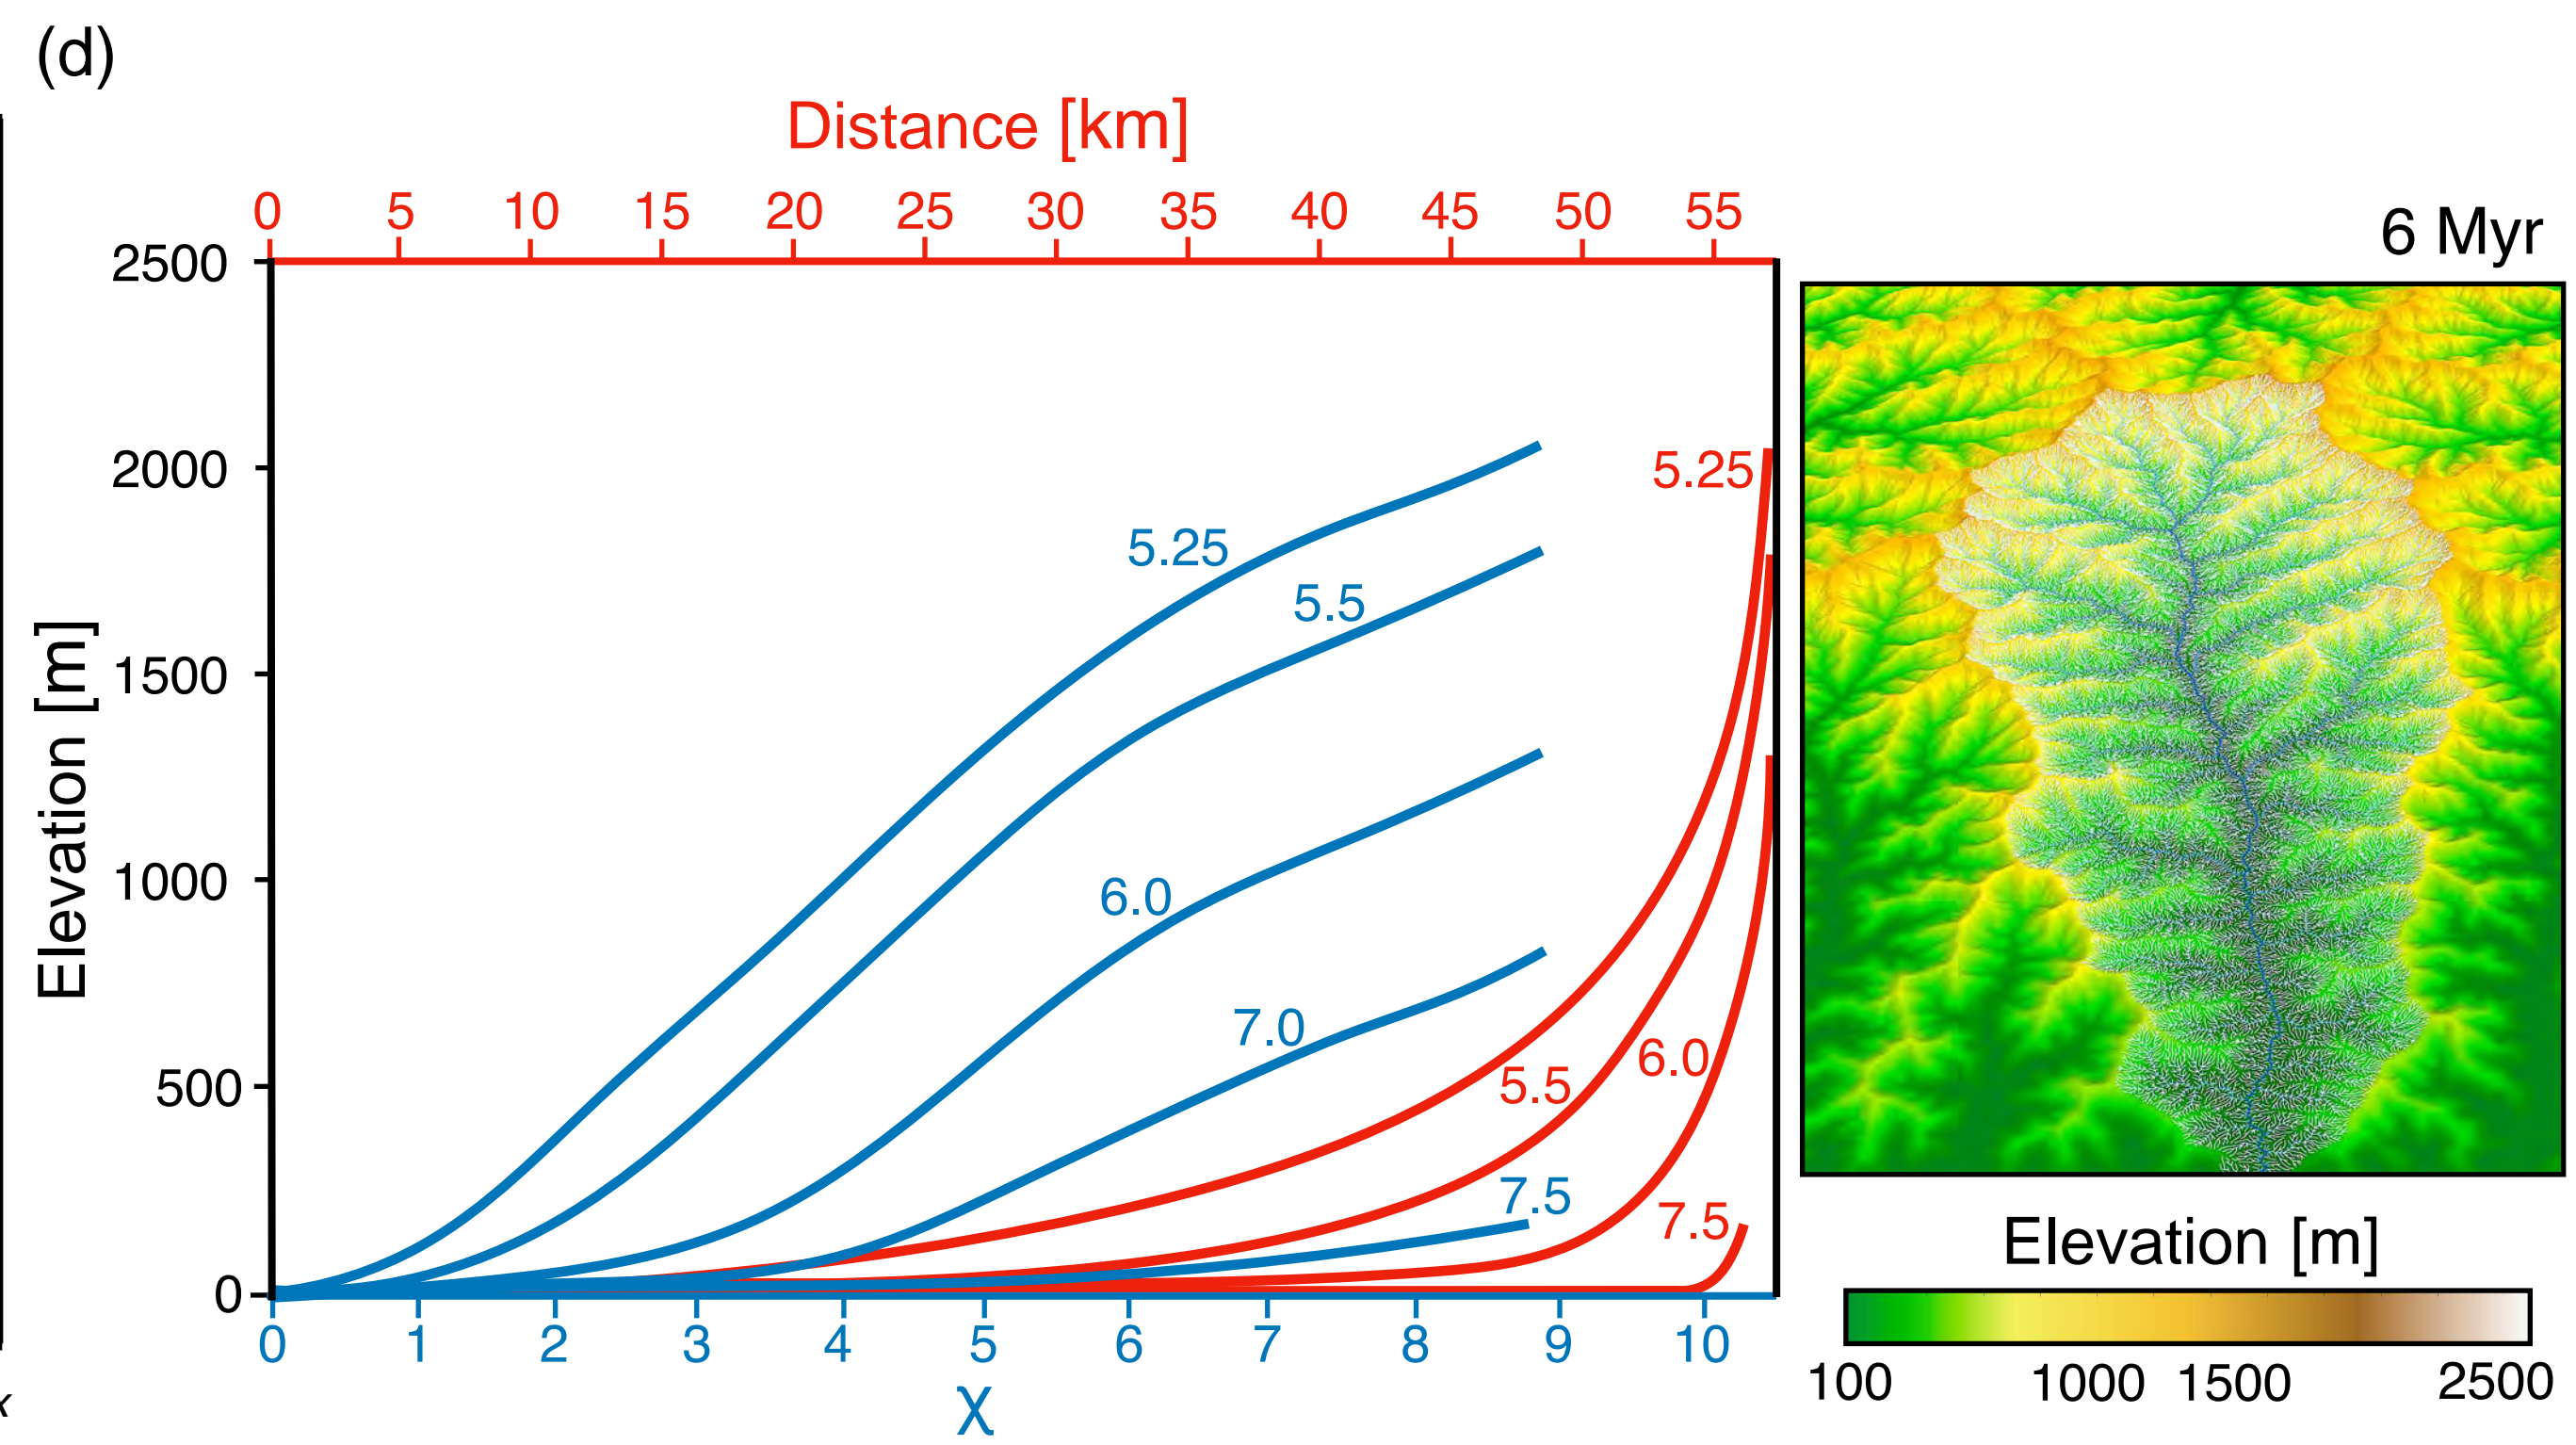 (d)
Distance [km]
0 5 10 15 20 25 30 35 40 45 50 55
6 Myr
Elevation [m]
2500
2000
1500
1000
500
0
5.25
5.5
6.0
7.0
7.5
5.25
5.5
6.0
7.5
0 1 2 3 4 5 6 7 8 9 10
χ
Elevation [m]
100 1000 1500 2500
x